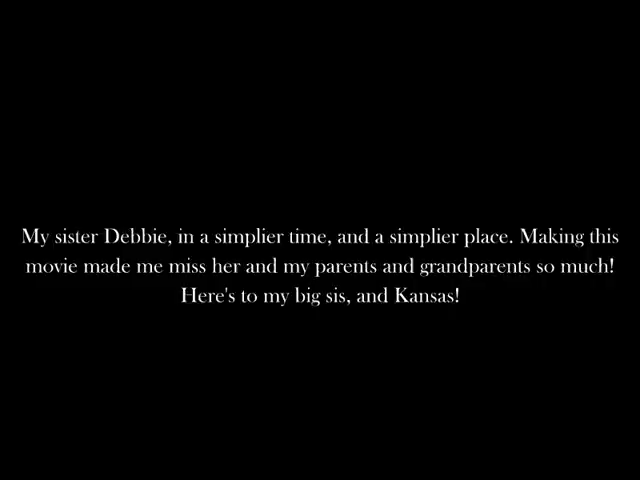 My sister Debbie, in a simplier time, and a simplier place. Making this
movie made me miss her and my parents and grandparents so much!
Here's to my big sis, and Kansas!